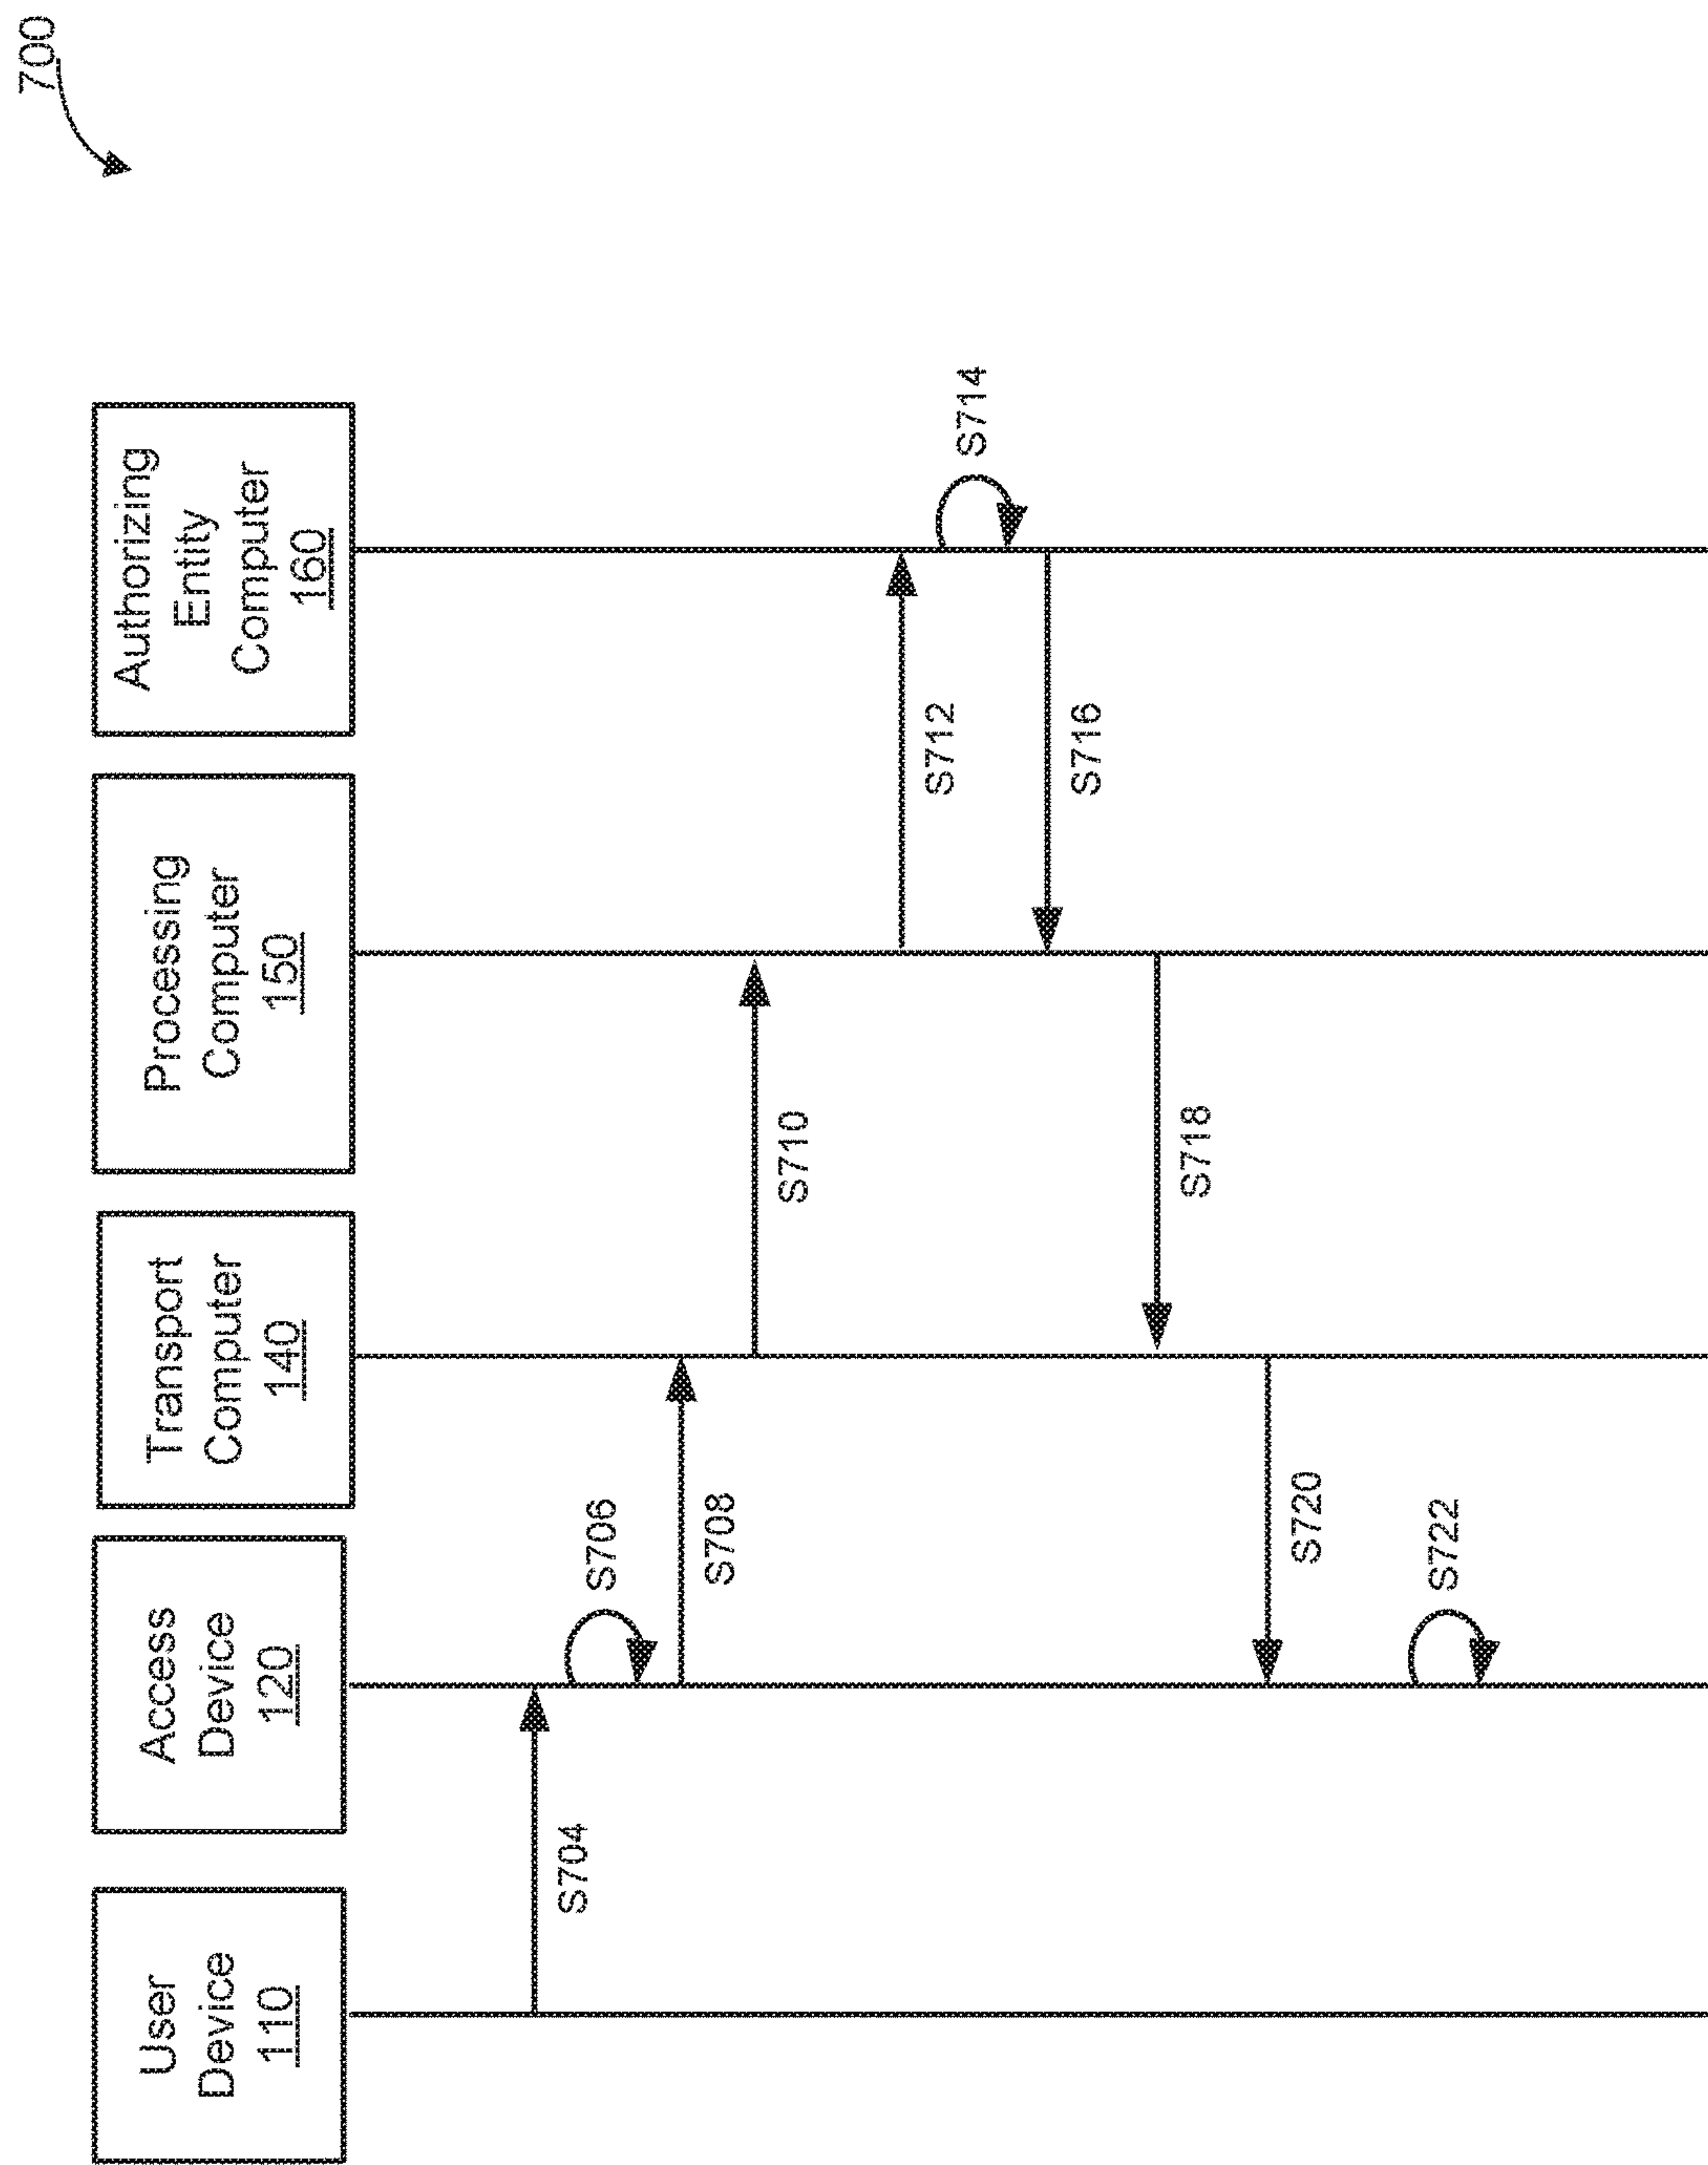 700
User
Device
110
Access
Device
120
Transport
Computer
140
Processing
Computer
150
Authorizing
Entity
Computer
160
S704
S706
S708
S710
S712
S714
S716
S718
S720
S722